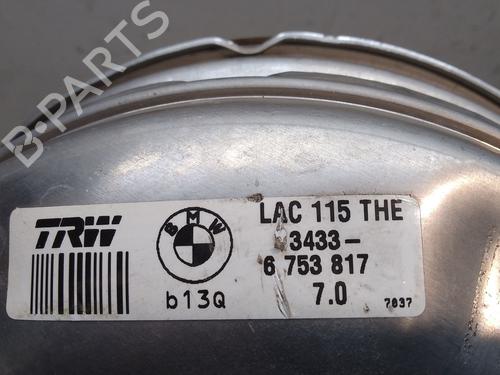 B-PARTS
TRW
BMW
b13Q
LAC 115 THE
3433-
6 753 817
7.0
7037